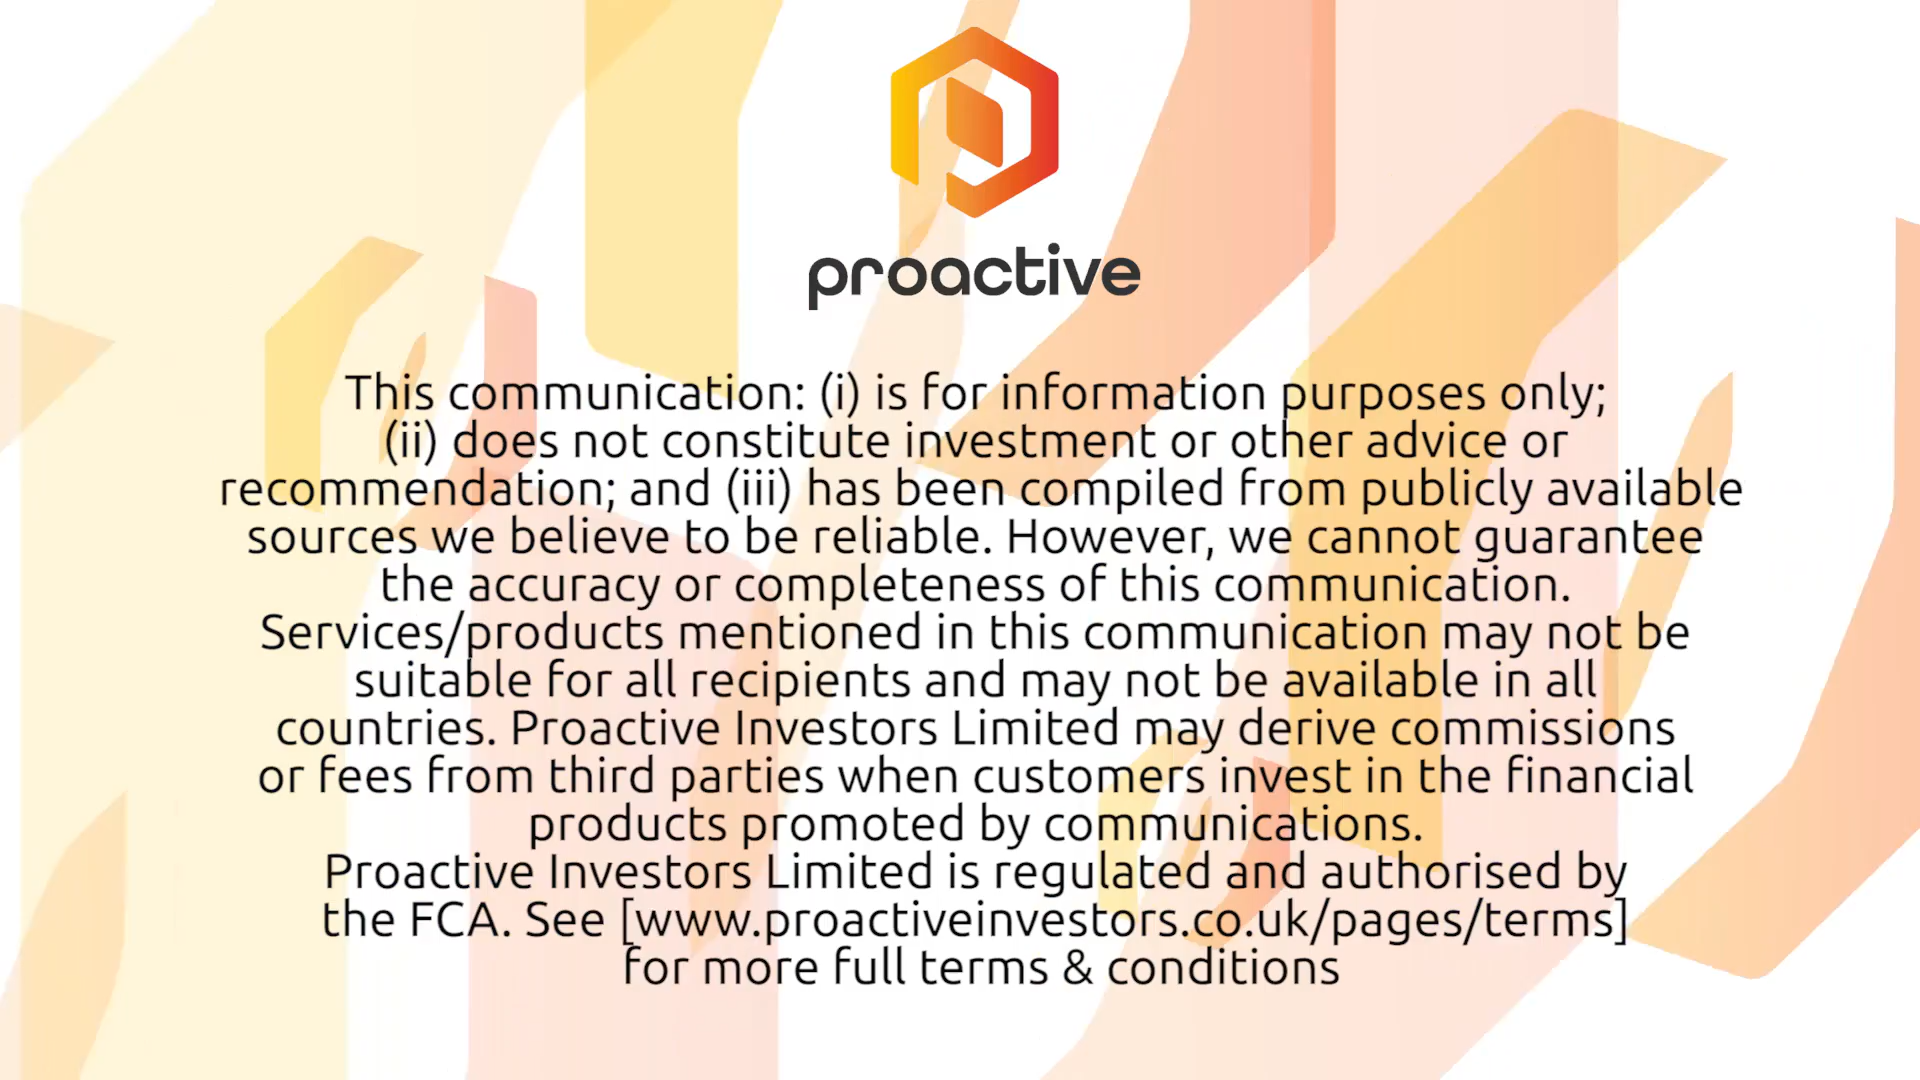 proactive
This communication: (i) is for information purposes only;
(ii) does not constitute investment or other advice or
recommendation; and (iii) has been compiled from publicly available
sources we believe to be reliable. However, we cannot guarantee
the accuracy or completeness of this communication.
Services/products mentioned in this communication may not be
suitable for all recipients and may not be available in all
countries. Proactive Investors Limited may derive commissions
or fees from third parties when customers invest in the financial
products promoted by communications.
Proactive Investors Limited is regulated and authorised by
the FCA. See [www.proactiveinvestors.co.uk/pages/terms]
for more full terms & conditions